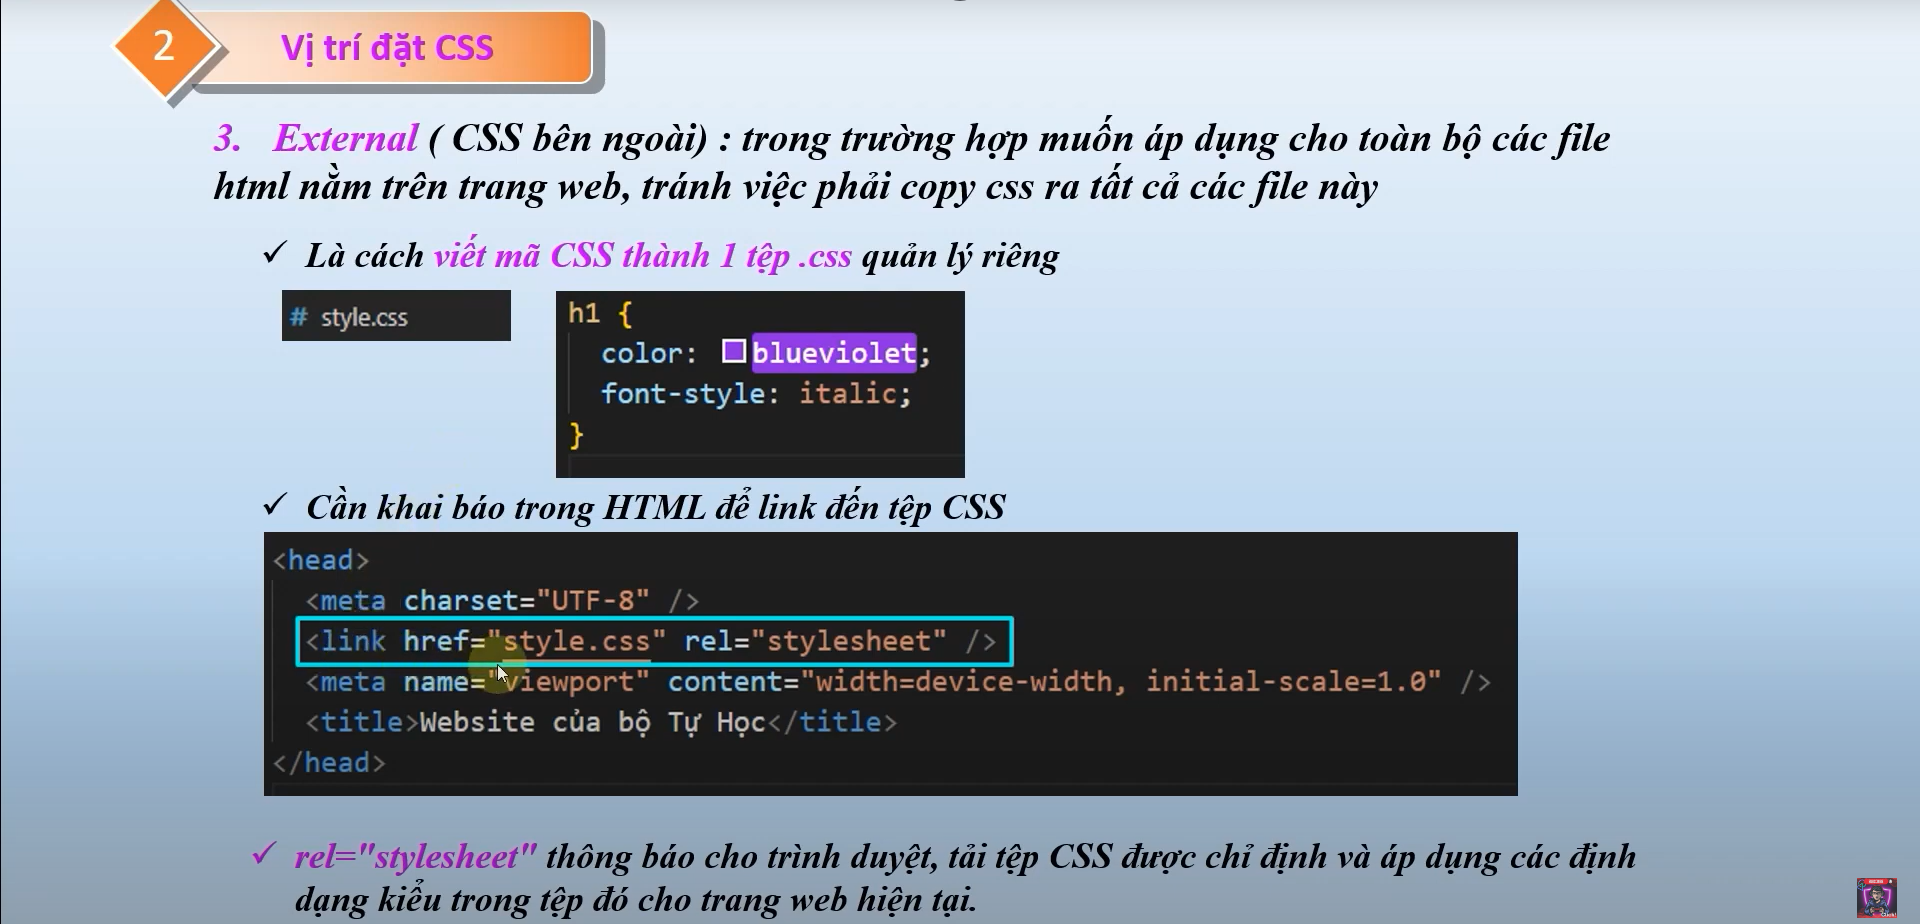 2
Vị trí đặt CSS
3. External ( CSS bên ngoài) : trong trường hợp muốn áp dụng cho toàn bộ các file
html nằm trên trang web, tránh việc phải copy css ra tất cả các file này
✓ Là cách viết mã CSS thành 1 tệp .css quản lý riêng
# style.css
h1 {
color: blueviolet;
font-style: italic;
}
✓ Cần khai báo trong HTML để link đến tệp CSS
<head>
<meta charset="UTF-8" />
<link href="style.css" rel="stylesheet" />
<meta name="viewport" content="width=device-width, initial-scale=1.0" />
<title>Website của bộ Tự Học</title>
</head>
✓ rel="stylesheet" thông báo cho trình duyệt, tải tệp CSS được chỉ định và áp dụng các định
dạng kiểu trong tệp đó cho trang web hiện tại.